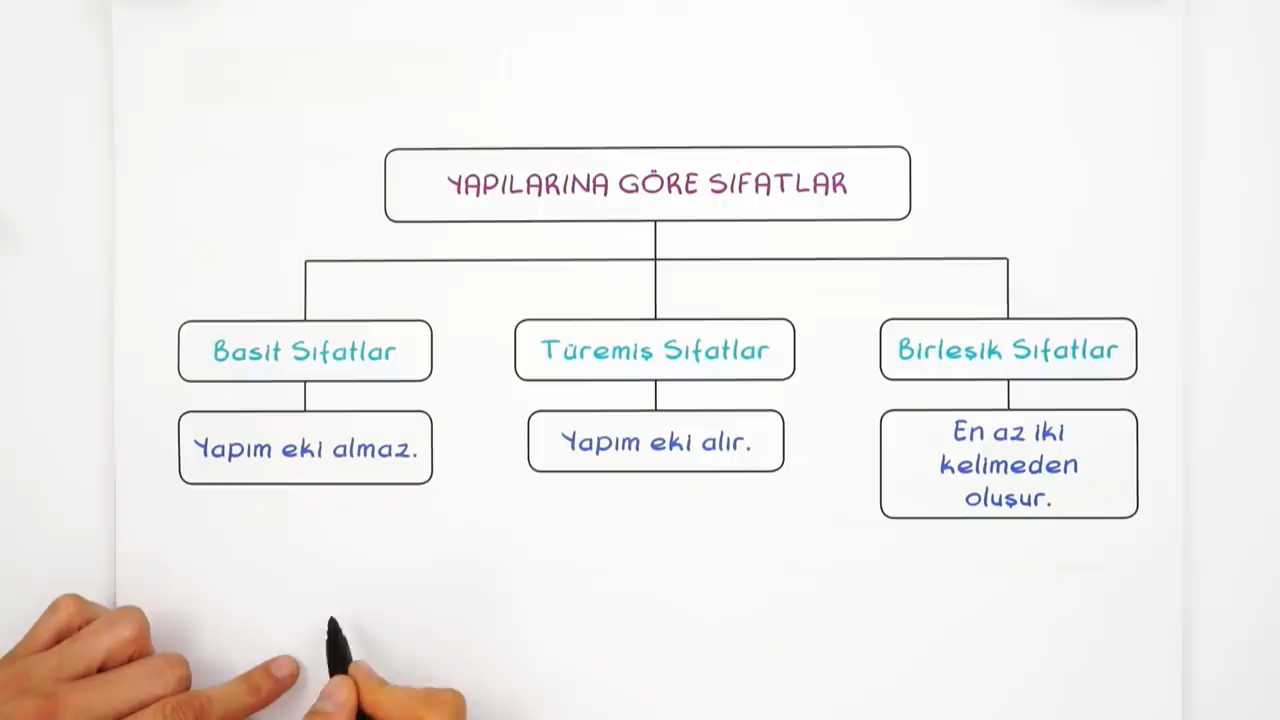 YAPILARINA GÖRE SIFATLAR
Basit Sıfatlar
Türemiş Sıfatlar
Birleşik Sıfatlar
Yapım eki almaz.
Yapım eki alır.
En az iki
kelimeden
oluşur.